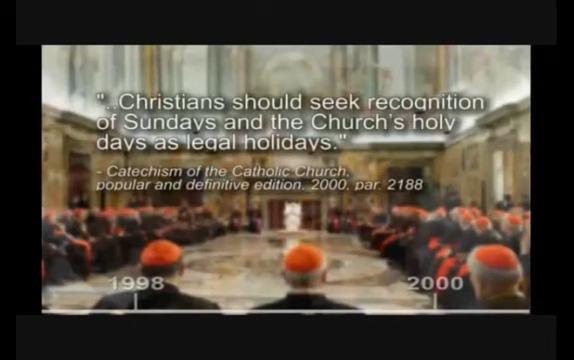 "..Christians should seek recognition
of Sundays and the Church's holy
days as legal holidays."
- Catechism of the Catholic Church,
popular and definitive edition, 2000, par. 2188
1998 2000